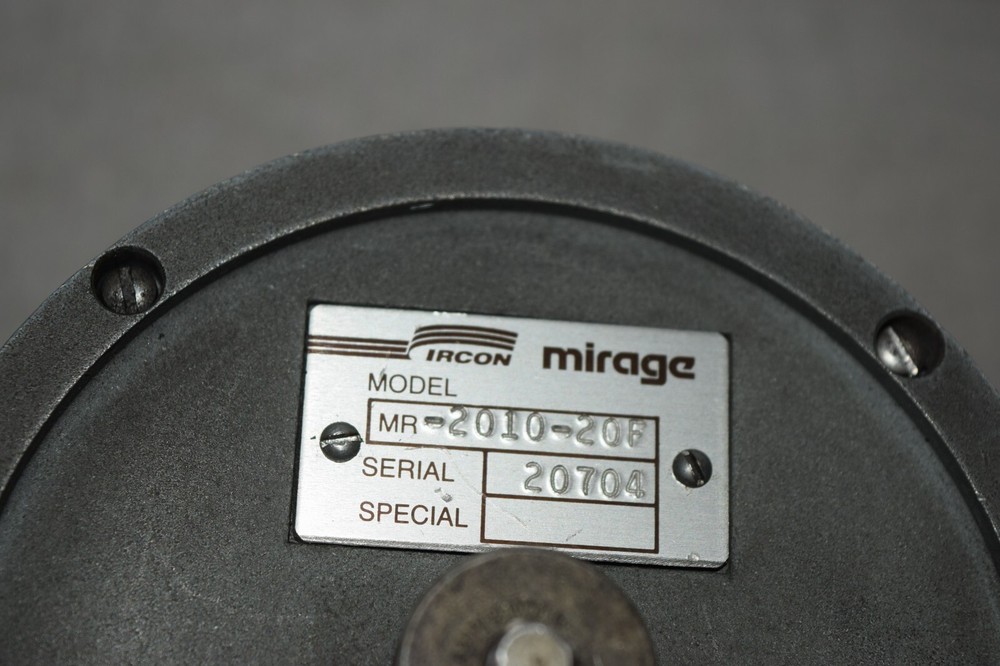 IRCON mirage
MODEL
MR-2010-20F
SERIAL 20704
SPECIAL